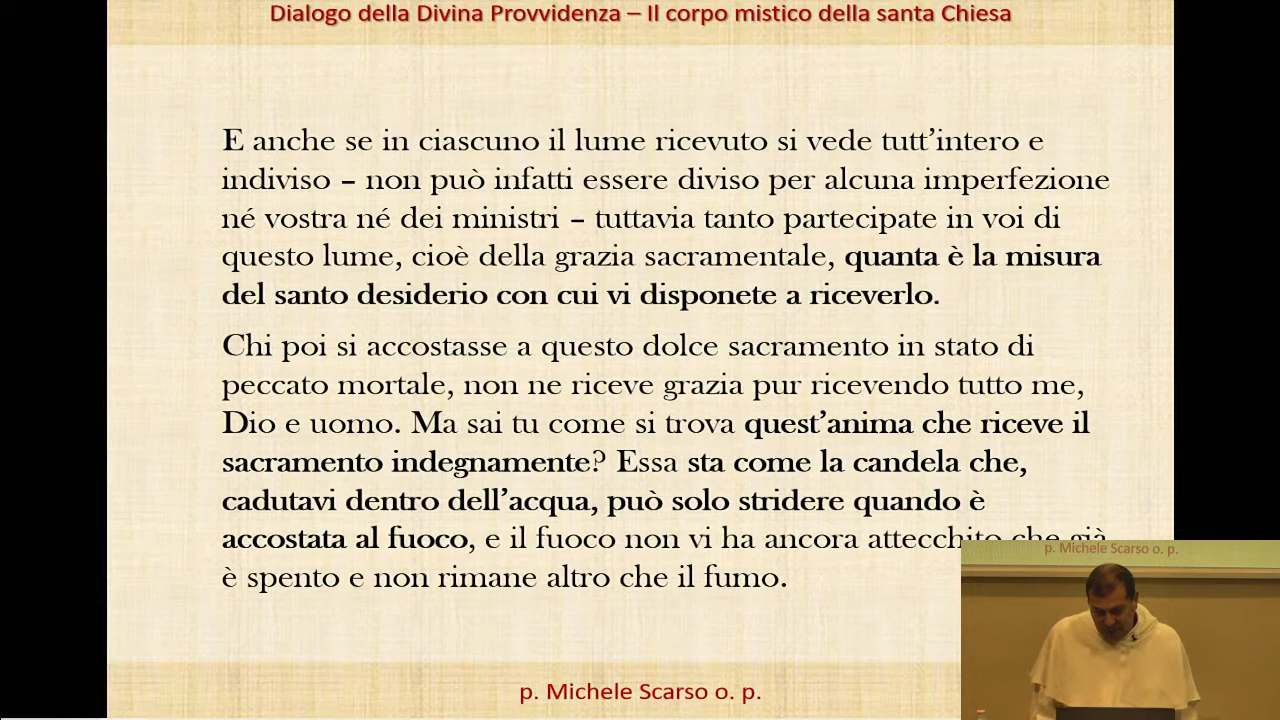 Dialogo della Divina Provvidenza – Il corpo mistico della santa Chiesa
E anche se in ciascuno il lume ricevuto si vede tutt’intero e
indiviso – non può infatti essere diviso per alcuna imperfezione
né vostra né dei ministri – tuttavia tanto partecipate in voi di
questo lume, cioè della grazia sacramentale, quanta è la misura
del santo desiderio con cui vi disponete a riceverlo.
Chi poi si accostasse a questo dolce sacramento in stato di
peccato mortale, non ne riceve grazia pur ricevendo tutto me,
Dio e uomo. Ma sai tu come si trova quest’anima che riceve il
sacramento indegnamente? Essa sta come la candela che,
cadutavi dentro dell’acqua, può solo stridere quando è
accostata al fuoco, e il fuoco non vi ha ancora attecchito che già
è spento e non rimane altro che il fumo.
p. Michele Scarso o. p.
p. Michele Scarso o. p.